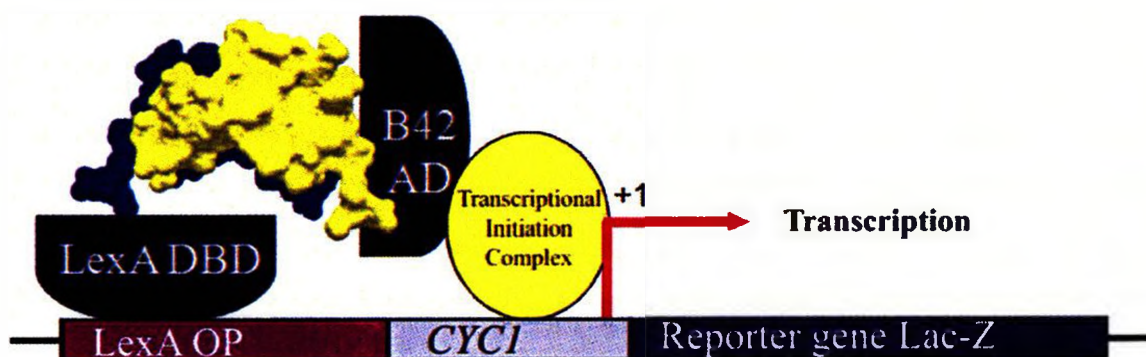 B42
AD
Transcriptional
Initiation
Complex
+1
Transcription
LexA DBD
LexA OP
CYC1
Reporter gene Lac-Z